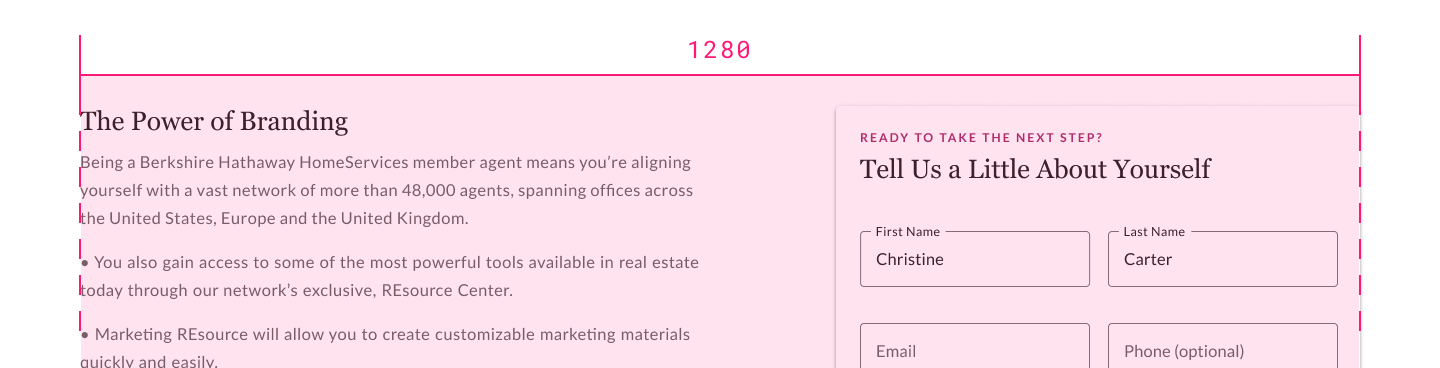 1280
The Power of Branding
Being a Berkshire Hathaway HomeServices member agent means you’re aligning
yourself with a vast network of more than 48,000 agents, spanning offices across
the United States, Europe and the United Kingdom.
• You also gain access to some of the most powerful tools available in real estate
today through our network’s exclusive, REsource Center.
• Marketing REsource will allow you to create customizable marketing materials
quickly and easily.
READY TO TAKE THE NEXT STEP?
Tell Us a Little About Yourself
First Name
Last Name
Christine
Carter
Email
Phone (optional)